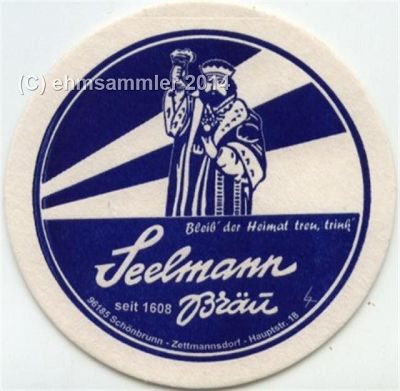 (C) ehmsammler 2014
Bleib' der Heimat treu, trink'
Seelmann
seit 1608 Bräu
96185 Schönbrunn - Zettmannsdorf - Hauptstr. 18